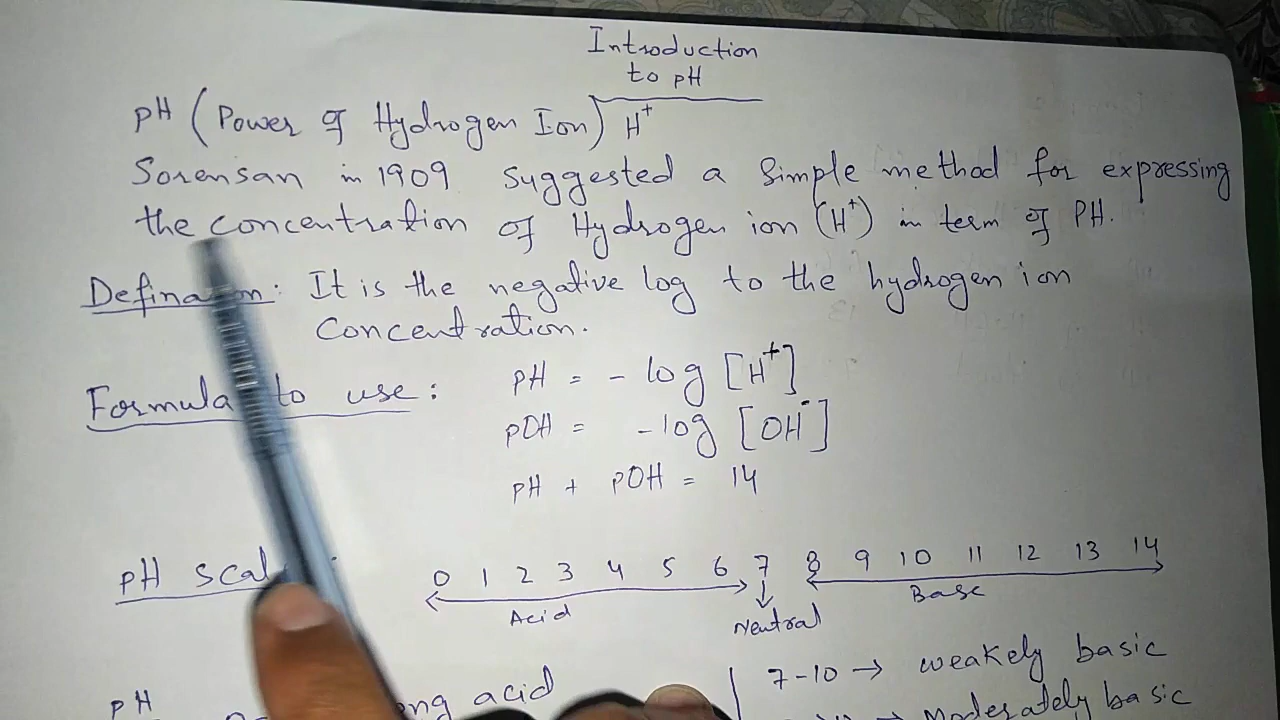 Introduction
to pH
pH (Power of Hydrogen Ion) H⁺
Sorensan in 1909 suggested a simple method for expressing
the concentration of Hydrogen ion (H⁺) in term of PH.
: It is the negative log to the hydrogen ion
concentration.
Formula to use : pH = - log [H⁺]
pOH = - log [OH⁻]
pH + pOH = 14
pH : 0 1 2 3 4 5 6 7 8 9 10 11 12 13 14
Acid Neutral Base
7-10 → weakly basic
pH acid
Moderately basic